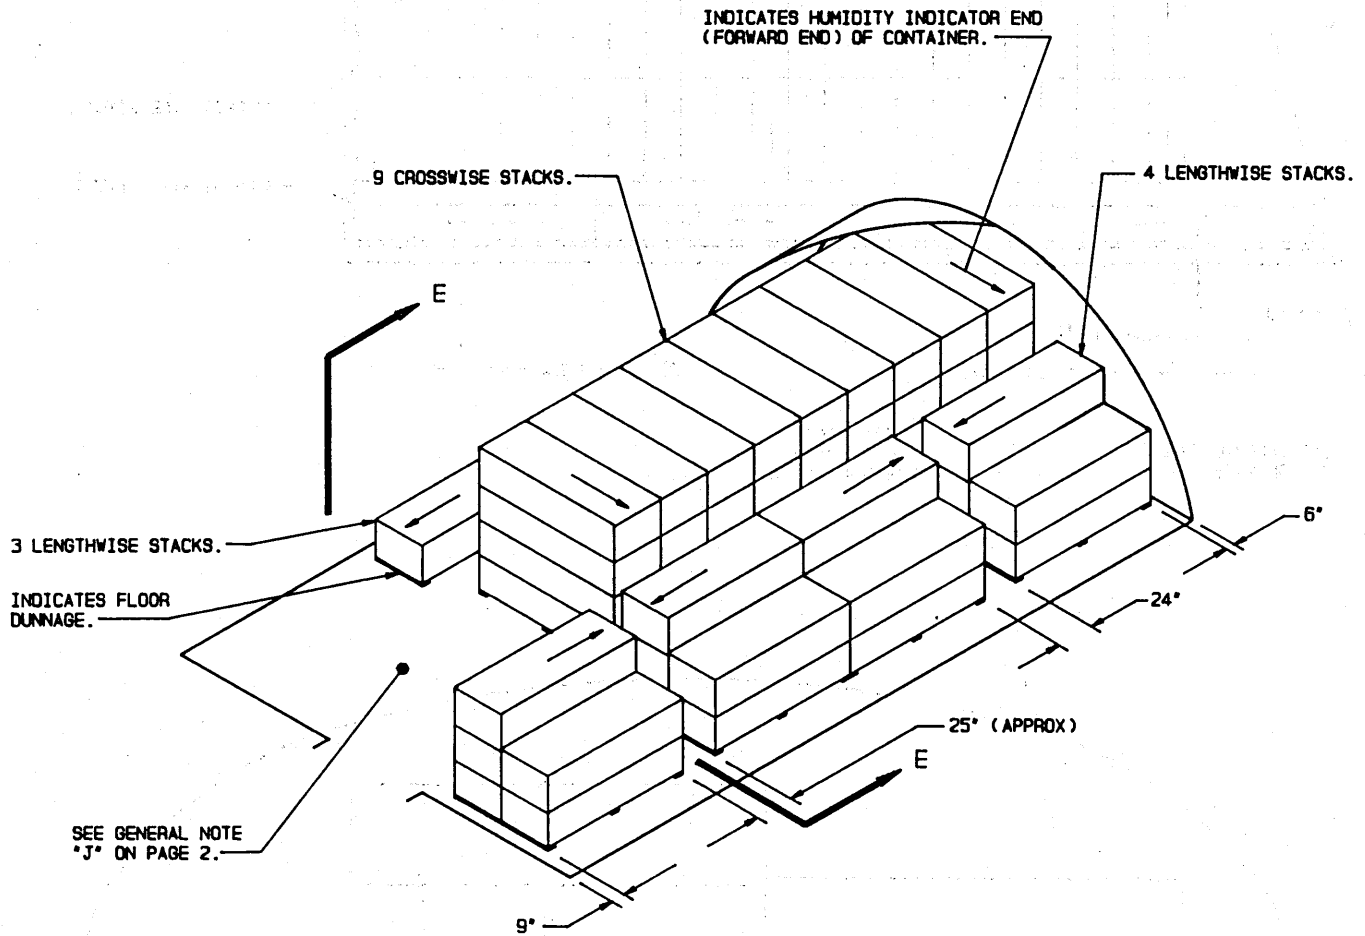 INDICATES HUMIDITY INDICATOR END
(FORWARD END) OF CONTAINER.
9 CROSSWISE STACKS.
4 LENGTHWISE STACKS.
E
3 LENGTHWISE STACKS.
INDICATES FLOOR
DUNNAGE.
6"
24"
25" (APPROX)
E
SEE GENERAL NOTE
"J" ON PAGE 2.
9"